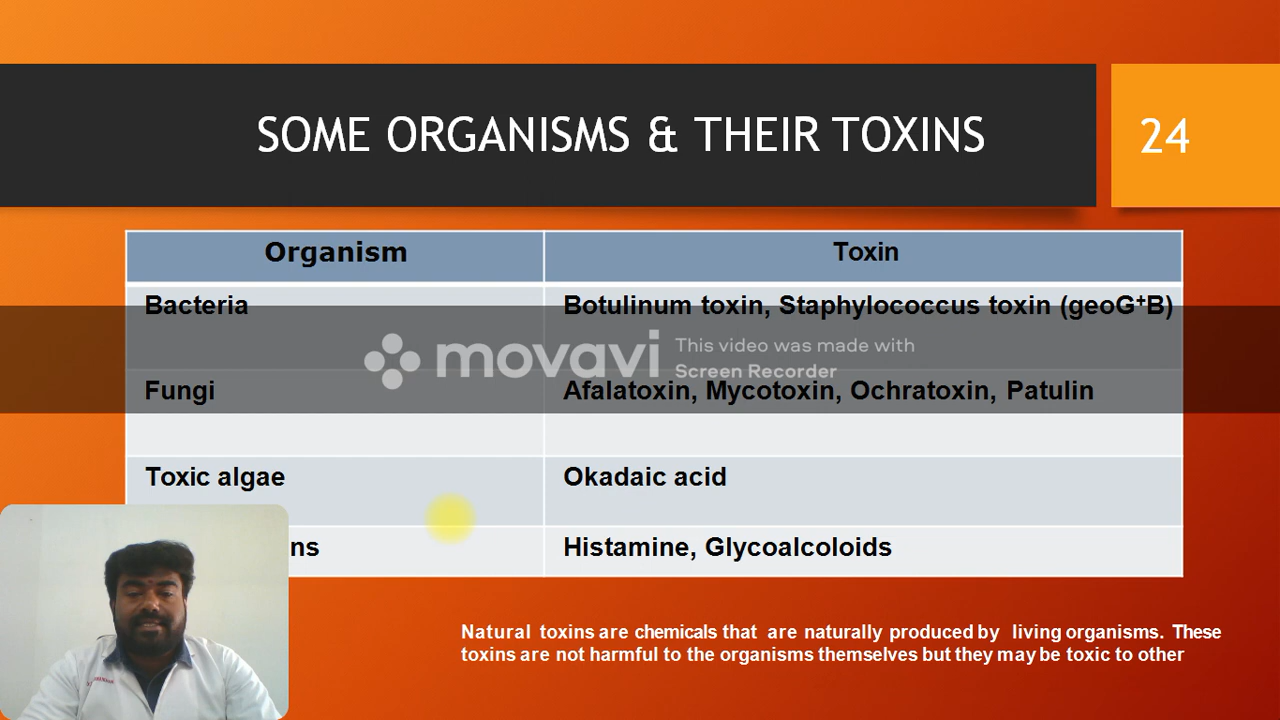 SOME ORGANISMS & THEIR TOXINS
24
Organism
Toxin
Bacteria
Botulinum toxin, Staphylococcus toxin (geoG⁺B)
movavi
This video was made with
Screen Recorder
Fungi
Afalatoxin, Mycotoxin, Ochratoxin, Patulin
Toxic algae
Okadaic acid
ns
Histamine, Glycoalcoloids
Natural toxins are chemicals that are naturally produced by living organisms. These
toxins are not harmful to the organisms themselves but they may be toxic to other